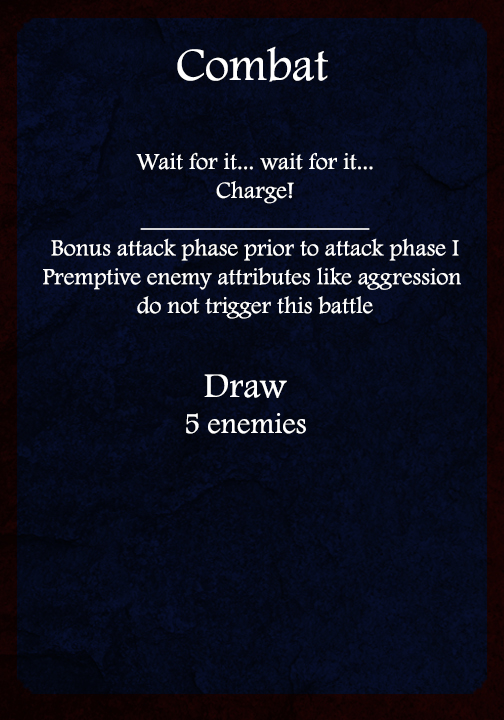 Combat
Wait for it... wait for it...
Charge!
Bonus attack phase prior to attack phase I
Premptive enemy attributes like aggression
do not trigger this battle
Draw
5 enemies